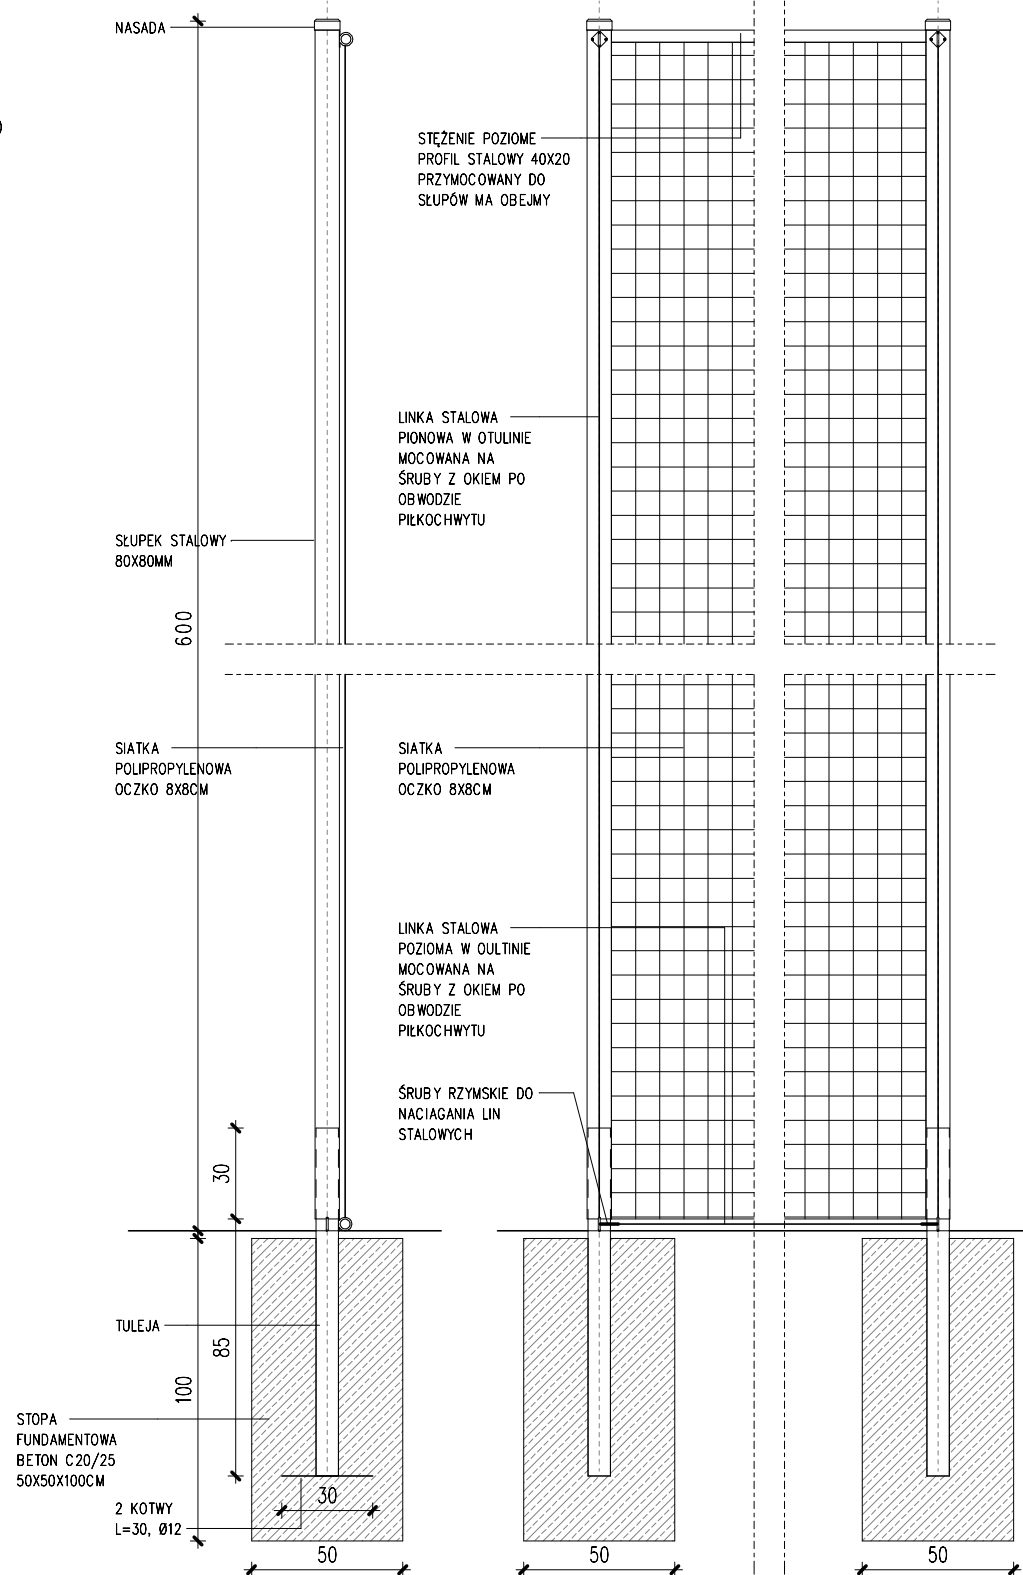 NASADA
STĘŻENIE POZIOME
PROFIL STALOWY 40X20
PRZYMOCOWANY DO
SŁUPÓW MA OBEJMY
LINKA STALOWA
PIONOWA W OTULINIE
MOCOWANA NA
ŚRUBY Z OKIEM PO
OBWODZIE
PIŁKOCHWYTU
SŁUPEK STALOWY
80X80MM
600
SIATKA
POLIPROPYLENOWA
OCZKO 8X8CM
SIATKA
POLIPROPYLENOWA
OCZKO 8X8CM
LINKA STALOWA
POZIOMA W OULTINIE
MOCOWANA NA
ŚRUBY Z OKIEM PO
OBWODZIE
PIŁKOCHWYTU
ŚRUBY RZYMSKIE DO
NACIAGANIA LIN
STALOWYCH
30
TULEJA
85
100
STOPA
FUNDAMENTOWA
BETON C20/25
50X50X100CM
30
2 KOTWY
L=30, Ø12
50
50
50